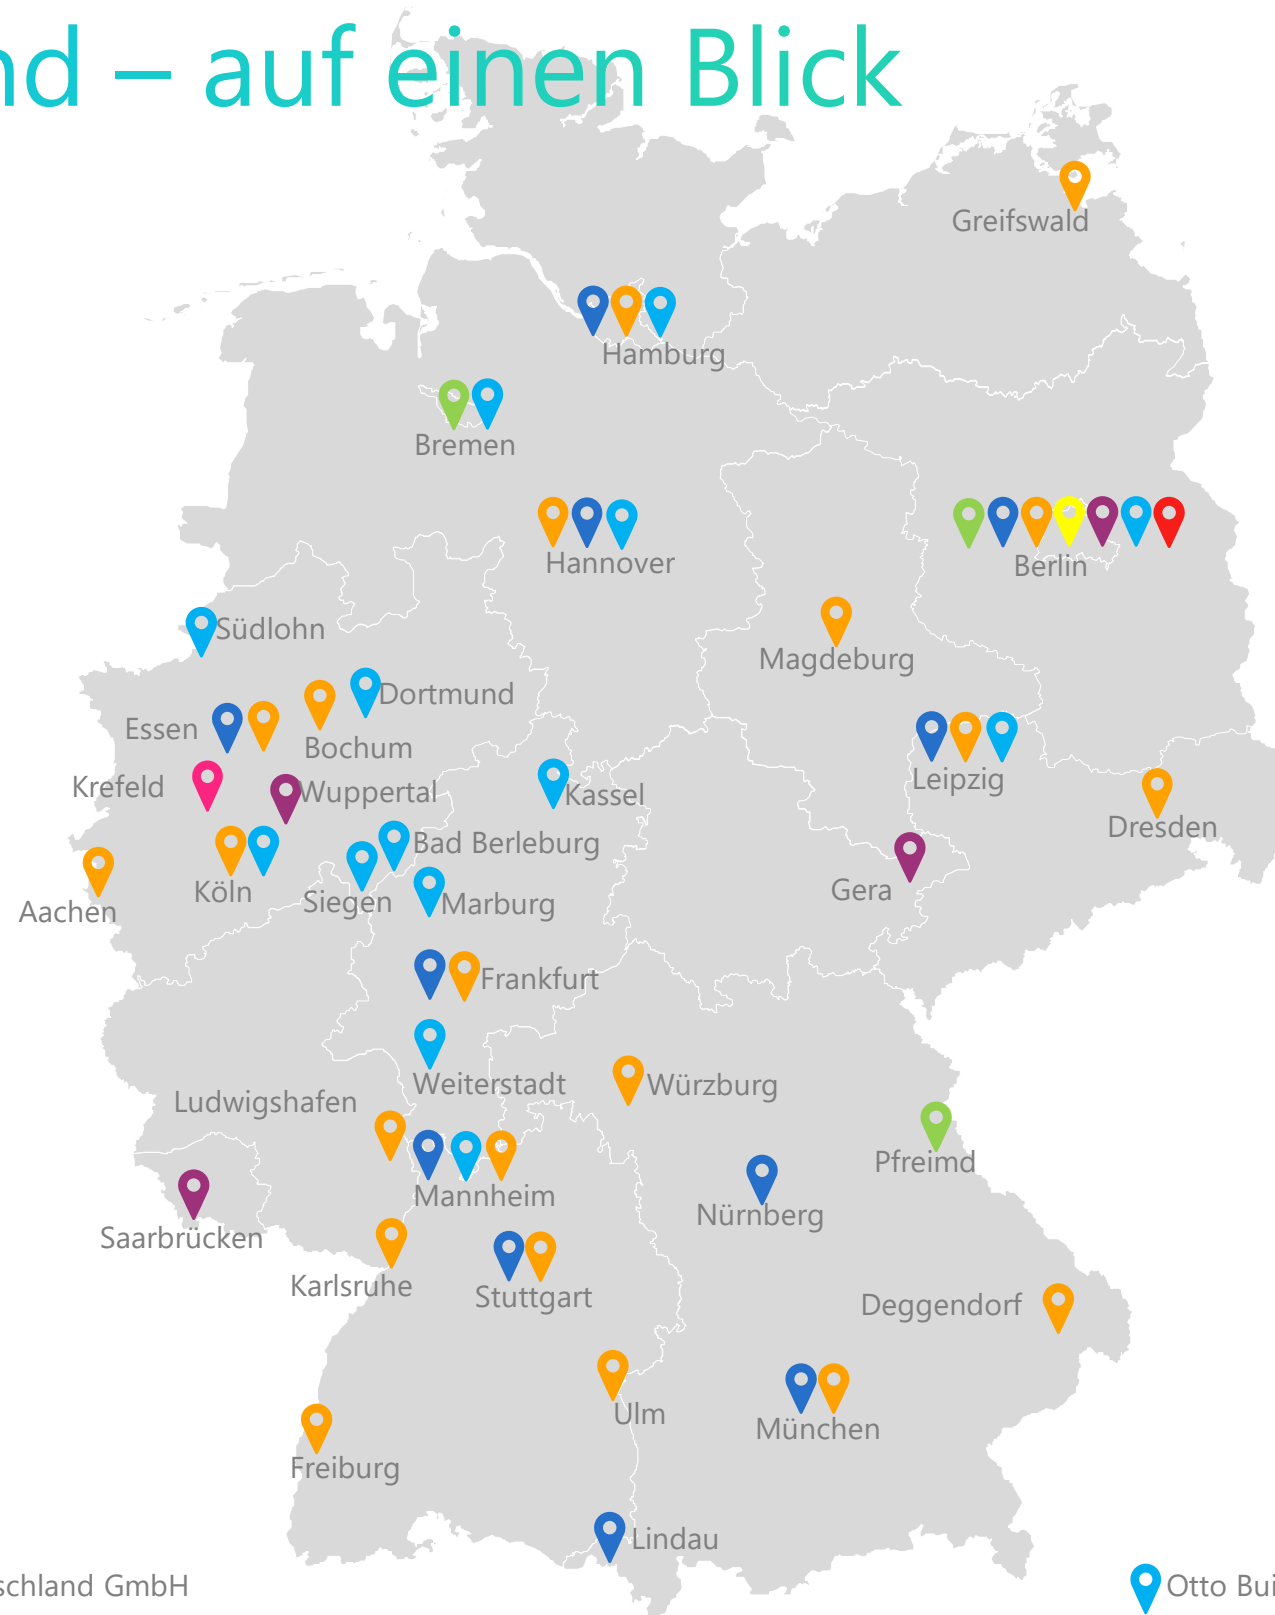 nd – auf einen Blick
Greifswald
Hamburg
Bremen
Hannover
Berlin
Südlohn
Magdeburg
Dortmund
Essen
Bochum
Leipzig
Krefeld
Wuppertal
Kassel
Dresden
Bad Berleburg
Gera
Köln
Siegen
Marburg
Aachen
Frankfurt
Weiterstadt
Würzburg
Ludwigshafen
Pfreimd
Mannheim
Nürnberg
Saarbrücken
Karlsruhe
Stuttgart
Deggendorf
Ulm
München
Freiburg
Lindau
schland GmbH
Otto Bui